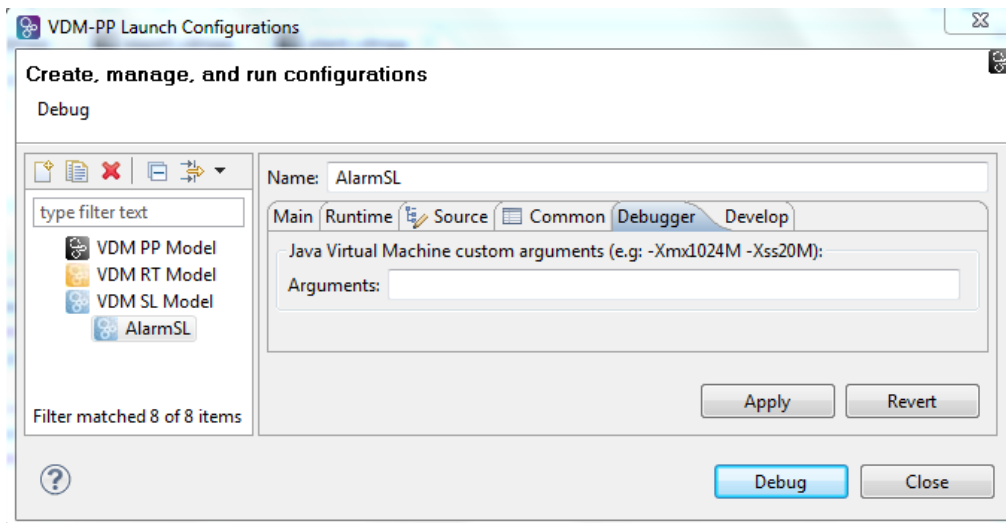 VDM-PP Launch Configurations
Create, manage, and run configurations
Debug
Name: AlarmSL
type filter text
Main Runtime Source Common Debugger Develop
VDM PP Model
Java Virtual Machine custom arguments (e.g: -Xmx1024M -Xss20M):
VDM RT Model
Arguments:
VDM SL Model
AlarmSL
Filter matched 8 of 8 items
Apply Revert
?
Debug Close